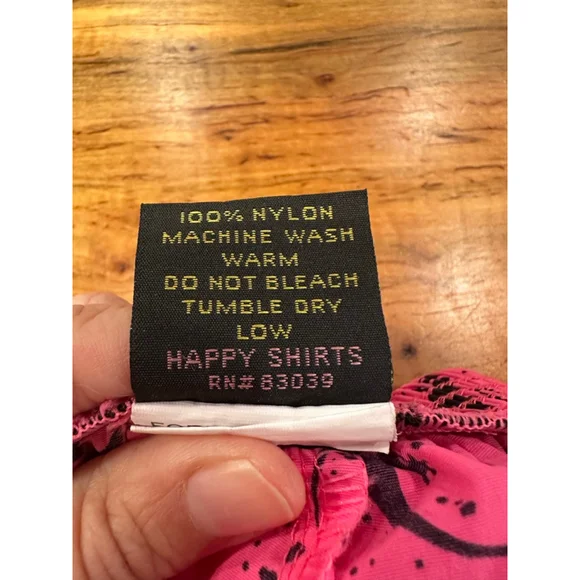 100% NYLON
MACHINE WASH
WARM
DO NOT BLEACH
TUMBLE DRY
LOW
HAPPY SHIRTS
RN# 83039